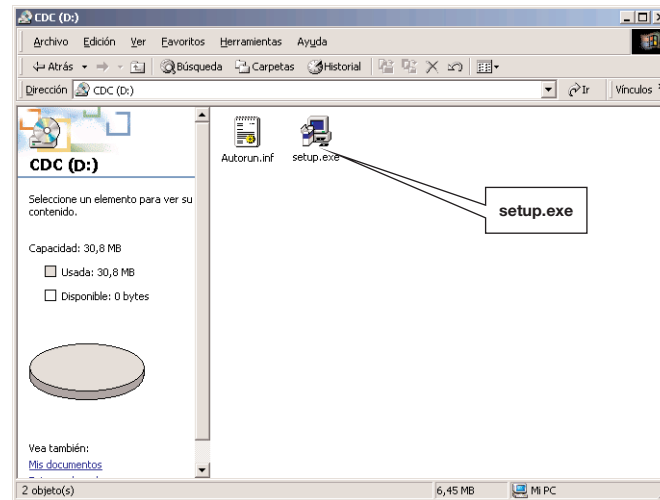 CDC (D:)
Archivo Edición Ver Favoritos Herramientas Ayuda
Atrás Búsqueda Carpetas Historial
Dirección CDC (D:) Ir Vínculos
CDC (D:)
Seleccione un elemento para ver su
contenido.
Capacidad: 30,8 MB
Usada: 30,8 MB
Disponible: 0 bytes
Vea también:
Mis documentos
Autorun.inf setup.exe
setup.exe
2 objeto(s) 6,45 MB Mi PC